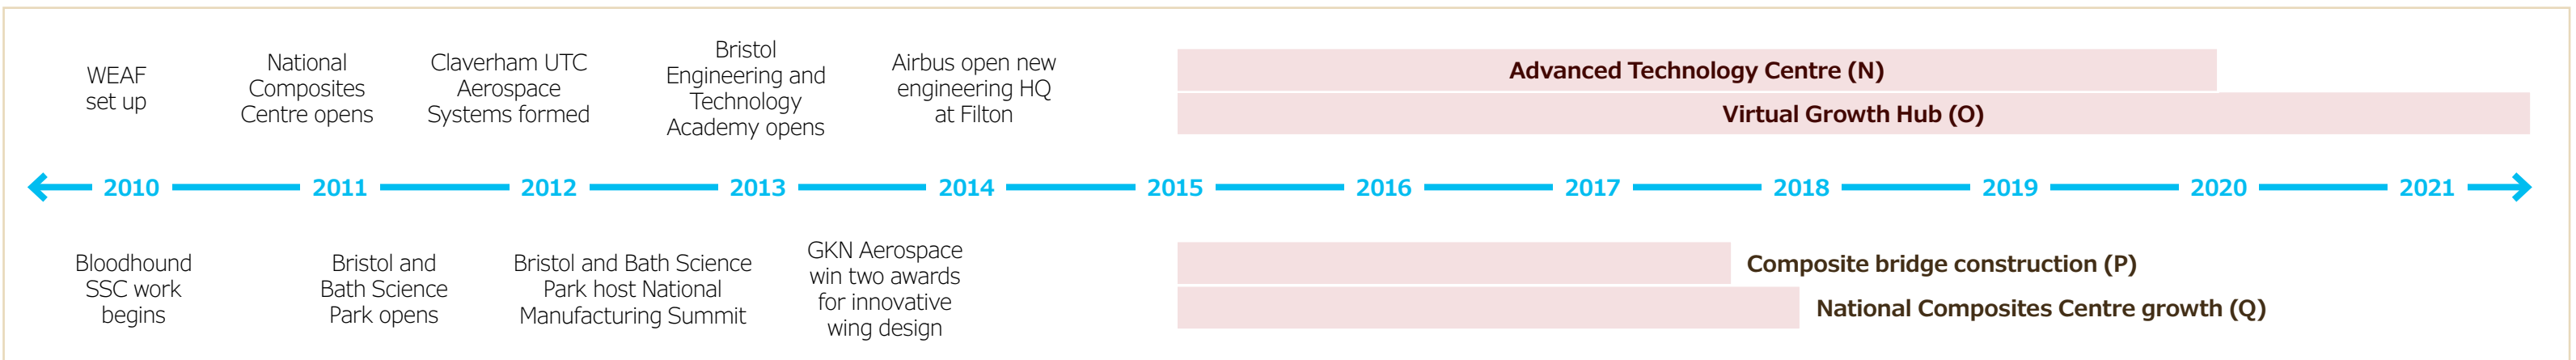 WEAF
set up
National
Composites
Centre opens
Claverham UTC
Aerospace
Systems formed
Bristol
Engineering and
Technology
Academy opens
Airbus open new
engineering HQ
at Filton
Advanced Technology Centre (N)
Virtual Growth Hub (O)
2010 2011 2012 2013 2014 2015 2016 2017 2018 2019 2020 2021
Bloodhound
SSC work
begins
Bristol and
Bath Science
Park opens
Bristol and Bath Science
Park host National
Manufacturing Summit
GKN Aerospace
win two awards
for innovative
wing design
Composite bridge construction (P)
National Composites Centre growth (Q)